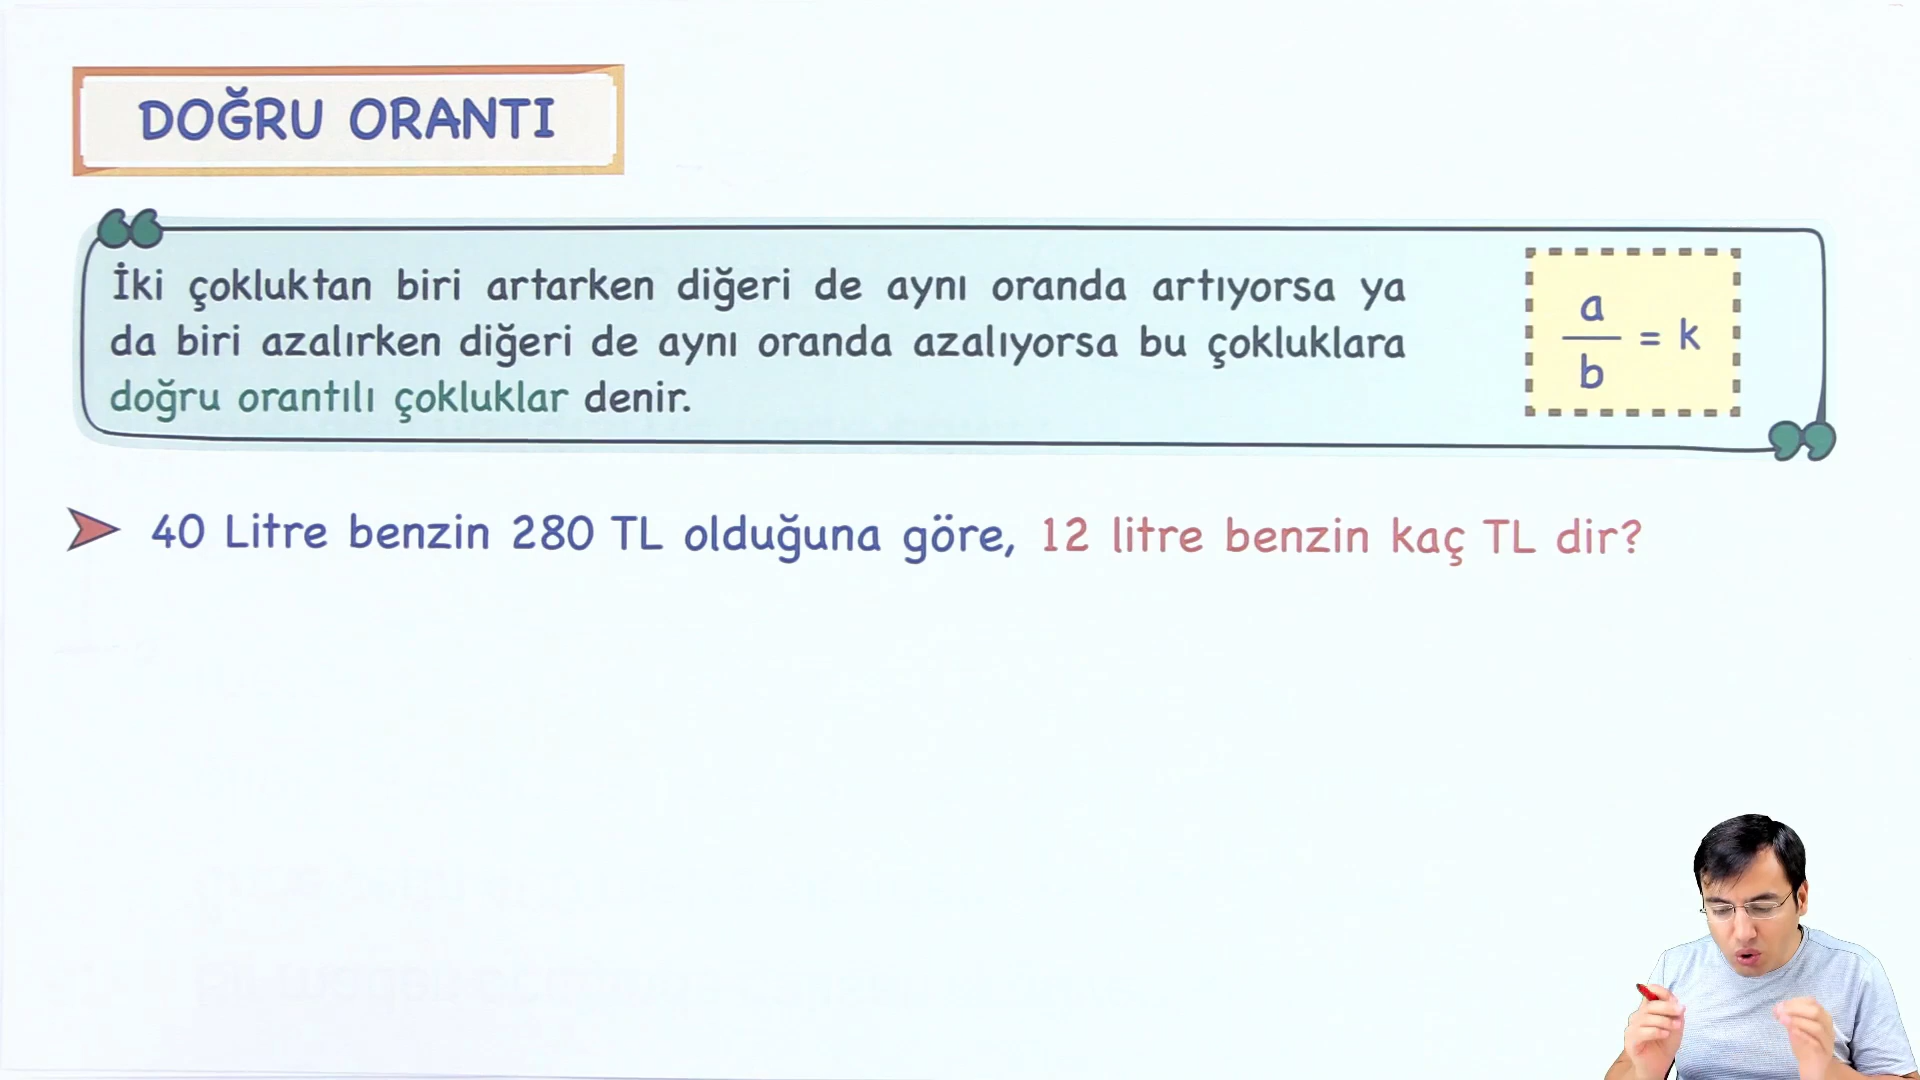 DOĞRU ORANTI
İki çokluktan biri artarken diğeri de aynı oranda artıyorsa ya
da biri azalırken diğeri de aynı oranda azalıyorsa bu çokluklara
doğru orantılı çokluklar denir.
a
b
= k
40 Litre benzin 280 TL olduğuna göre, 12 litre benzin kaç TL dir?